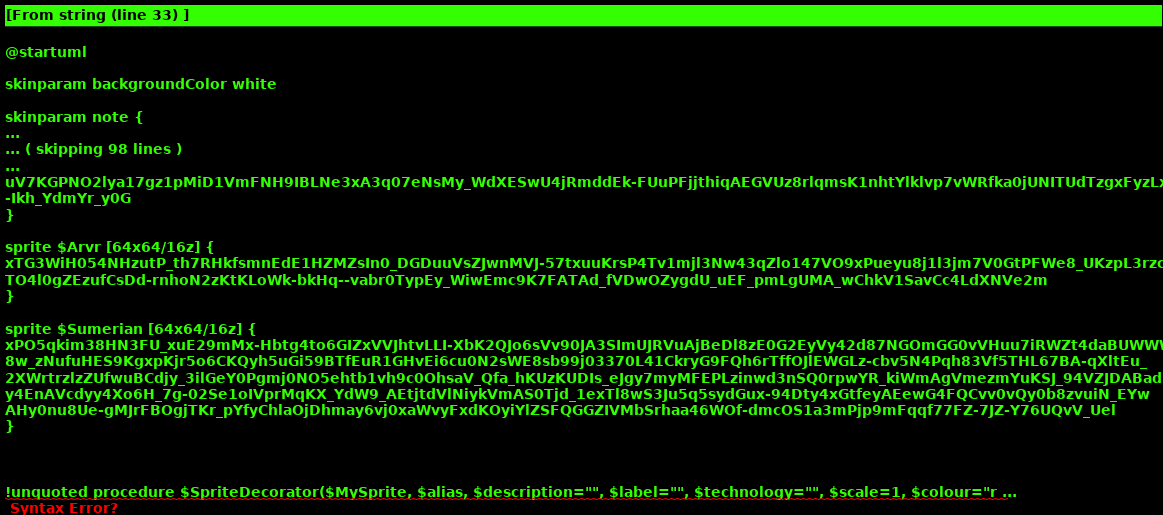 [From string (line 33) ]
@startuml
skinparam backgroundColor white
skinparam note {
...
... ( skipping 98 lines )
...
uV7KGPNO2lya17gz1pMiD1VmFNH9IBLNe3xA3q07eNsMy_WdXESwU4jRmddEk-FUuPFjjthiqAEGVUz8rlqmsK1nhtYlklvp7vWRfka0jUNITUdTzgxFyzLx
-Ikh_YdmYr_y0G
}
sprite $Arvr [64x64/16z] {
xTG3WiH054NHzutP_th7RHkfsmnEdE1HZMZsIn0_DGDuuVsZJwnMVJ-57txuuKrsP4Tv1mjl3Nw43qZlo147VO9xPueyu8j1l3jm7V0GtPFWe8_UKzpL3rzc
TO4l0gZEzufCsDd-rnhoN2zKtKLoWk-bkHq--vabr0TypEy_WiwEmc9K7FATAd_fVDwOZygdU_uEF_pmLgUMA_wChkV1SavCc4LdXNVe2m
}
sprite $Sumerian [64x64/16z] {
xPO5qkim38HN3FU_xuE29mMx-Hbtg4to6GIZxVVJhtvLLI-XbK2QJo6sVv90JA3SImUJRVuAjBeDl8zE0G2EyVy42d87NGOmGG0vVHuu7iRWZt4daBUWWW
8w_zNufuHES9KgxpKjr5o6CKQyh5uGi59BTfEuR1GHvEi6cu0N2sWE8sb99j03370L41CkryG9FQh6rTffOJlEWGLz-cbv5N4Pqh83Vf5THL67BA-qXltEu_
2XWrtrzlzZUfwuBCdjy_3ilGeY0Pgmj0NO5ehtb1vh9c0OhsaV_Qfa_hKUzKUDIs_eJgy7myMFEPLzinwd3nSQ0rpwYR_kiWmAgVmezmYuKSJ_94VZJDABad
y4EnAVcdyy4Xo6H_7g-02Se1oIVprMqKX_YdW9_AEtjtdVlNiykVmAS0Tjd_1exTl8wS3Ju5q5sydGux-94Dty4xGtfeyAEewG4FQCvv0vQy0b8zvuiN_EYw
AHy0nu8Ue-gMJrFBOgjTKr_pYfyChlaOjDhmay6vj0xaWvyFxdKOyiYlZSFQGGZIVMbSrhaa46WOf-dmcOS1a3mPjp9mFqqf77FZ-7JZ-Y76UQvV_Uel
}
!unquoted procedure $SpriteDecorator($MySprite, $alias, $description="", $label="", $technology="", $scale=1, $colour="r ...
Syntax Error?